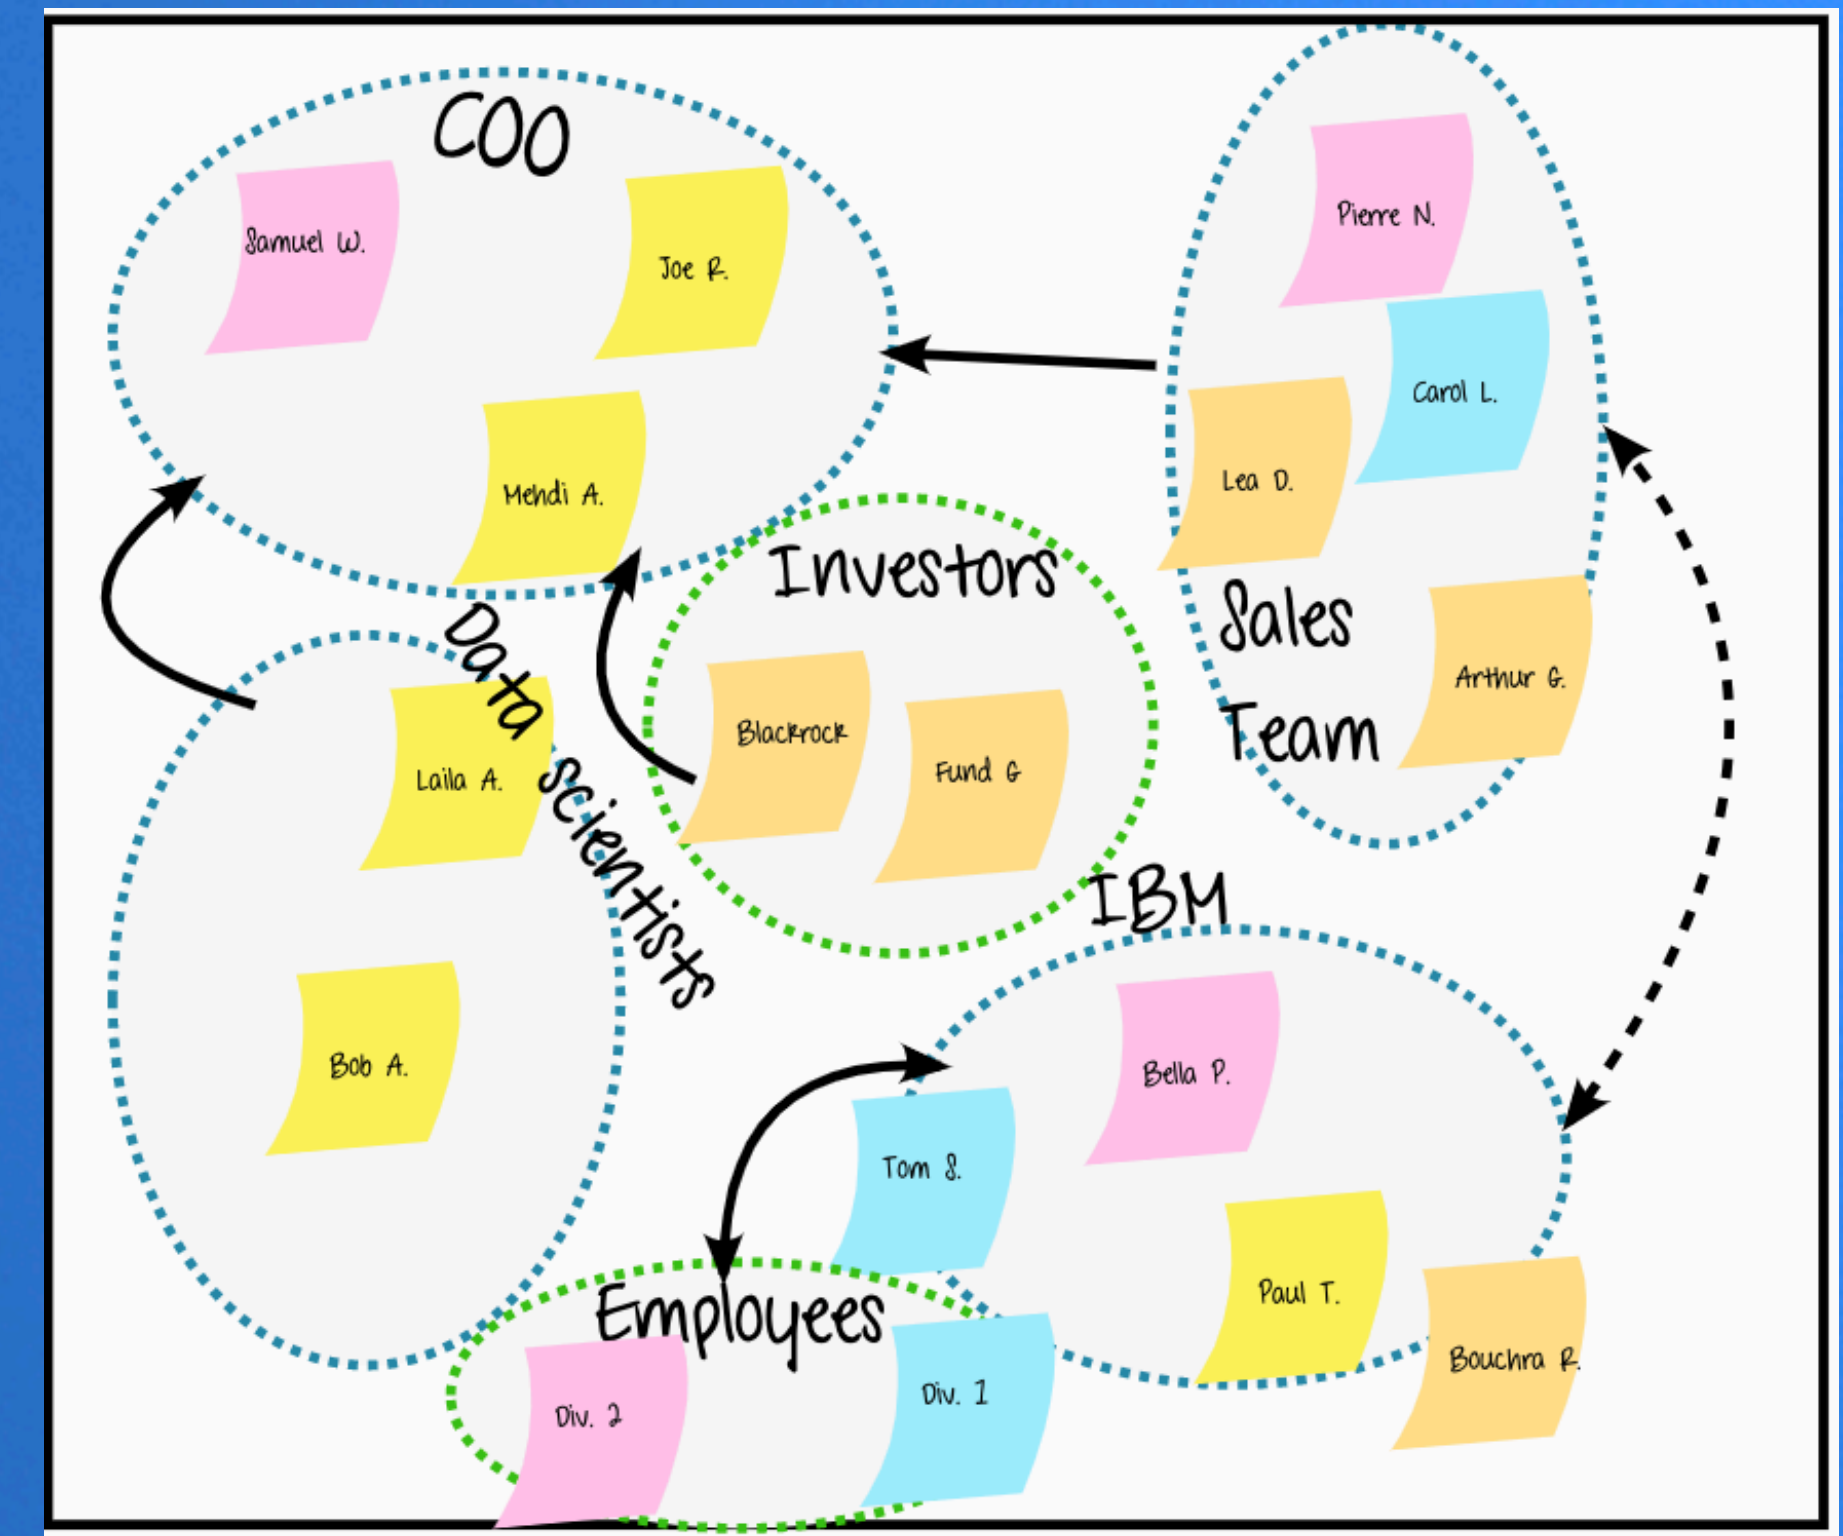 COO
Samuel W.
Joe R.
Mehdi A.
Pierre N.
Carol L.
Lea D.
Sales
Team
Arthur G.
Investors
Blackrock
Fund G
Data scientists
Laila A.
Bob A.
IBM
Bella P.
Tom S.
Paul T.
Bouchra R.
Employees
Div. 2
Div. 1